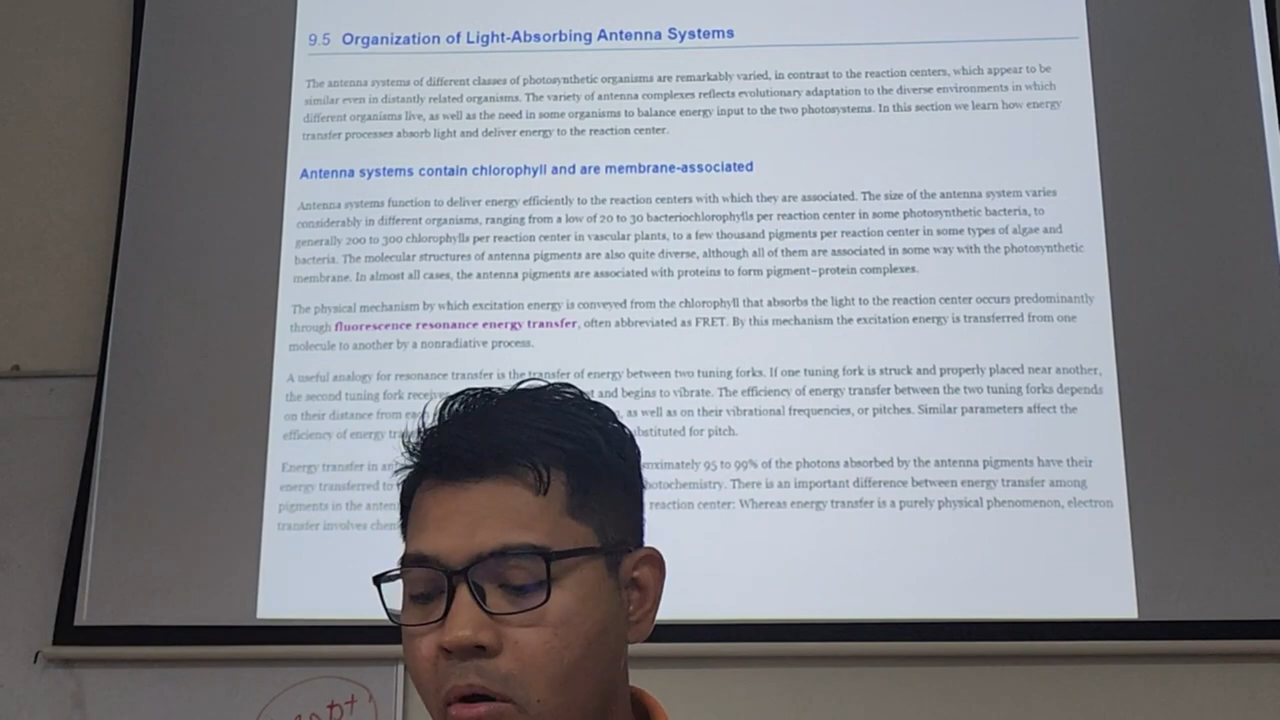 9.5 Organization of Light-Absorbing Antenna Systems
The antenna systems of different classes of photosynthetic organisms are remarkably varied, in contrast to the reaction centers, which appear to be
similar even in distantly related organisms. The variety of antenna complexes reflects evolutionary adaptation to the diverse environments in which
different organisms live, as well as the need in some organisms to balance energy input to the two photosystems. In this section we learn how energy
transfer processes absorb light and deliver energy to the reaction center.
Antenna systems contain chlorophyll and are membrane-associated
Antenna systems function to deliver energy efficiently to the reaction centers with which they are associated. The size of the antenna system varies
considerably in different organisms, ranging from a low of 20 to 30 bacteriochlorophylls per reaction center in some photosynthetic bacteria, to
generally 200 to 300 chlorophylls per reaction center in vascular plants, to a few thousand pigments per reaction center in some types of algae and
bacteria. The molecular structures of antenna pigments are also quite diverse, although all of them are associated in some way with the photosynthetic
membrane. In almost all cases, the antenna pigments are associated with proteins to form pigment–protein complexes.
The physical mechanism by which excitation energy is conveyed from the chlorophyll that absorbs the light to the reaction center occurs predominantly
through fluorescence resonance energy transfer, often abbreviated as FRET. By this mechanism the excitation energy is transferred from one
molecule to another by a nonradiative process.
A useful analogy for resonance transfer is the transfer of energy between two tuning forks. If one tuning fork is struck and properly placed near another,
the second tuning fork and begins to vibrate. The efficiency of energy transfer between the two tuning forks depends
on their distance from as well as on their vibrational frequencies, or pitches. Similar parameters affect the
efficiency of energy for pitch.
Energy transfer in 95 to 99% of the photons absorbed by the antenna pigments have their
energy transferred to There is an important difference between energy transfer among
pigments in the reaction center: Whereas energy transfer is a purely physical phenomenon, electron
transfer involves